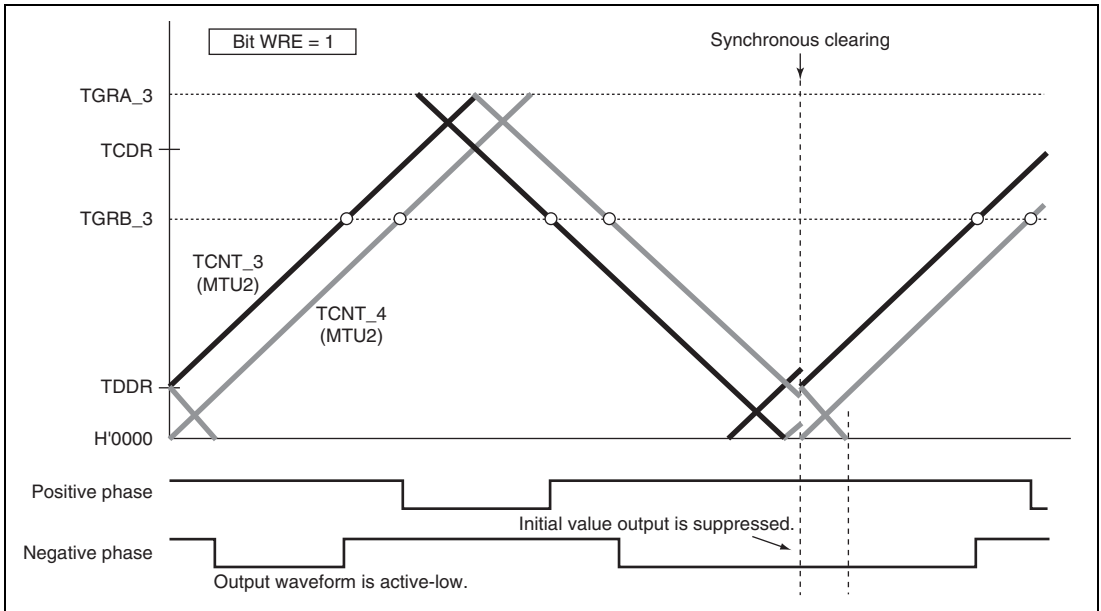 Bit WRE = 1
Synchronous clearing
TGRA_3
TCDR
TGRB_3
TCNT_3
(MTU2)
TCNT_4
(MTU2)
TDDR
H'0000
Positive phase
Initial value output is suppressed.
Negative phase
Output waveform is active-low.